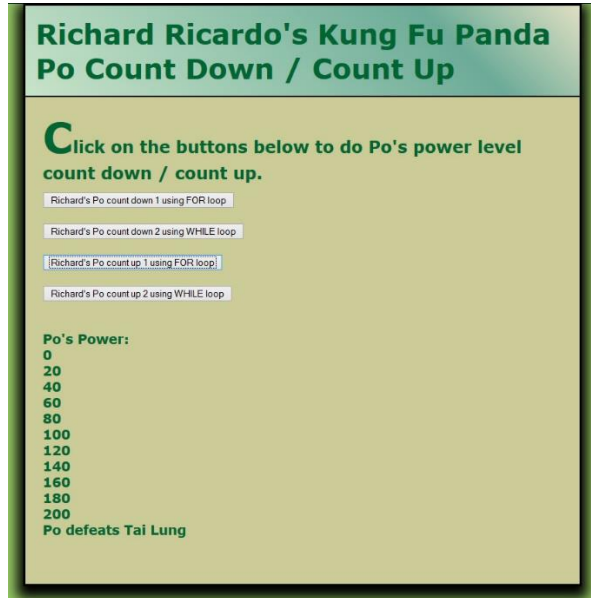 Richard Ricardo's Kung Fu Panda
Po Count Down / Count Up
Click on the buttons below to do Po's power level
count down / count up.
Richard's Po count down 1 using FOR loop
Richard's Po count down 2 using WHILE loop
Richard's Po count up 1 using FOR loop
Richard's Po count up 2 using WHILE loop
Po's Power:
0
20
40
60
80
100
120
140
160
180
200
Po defeats Tai Lung